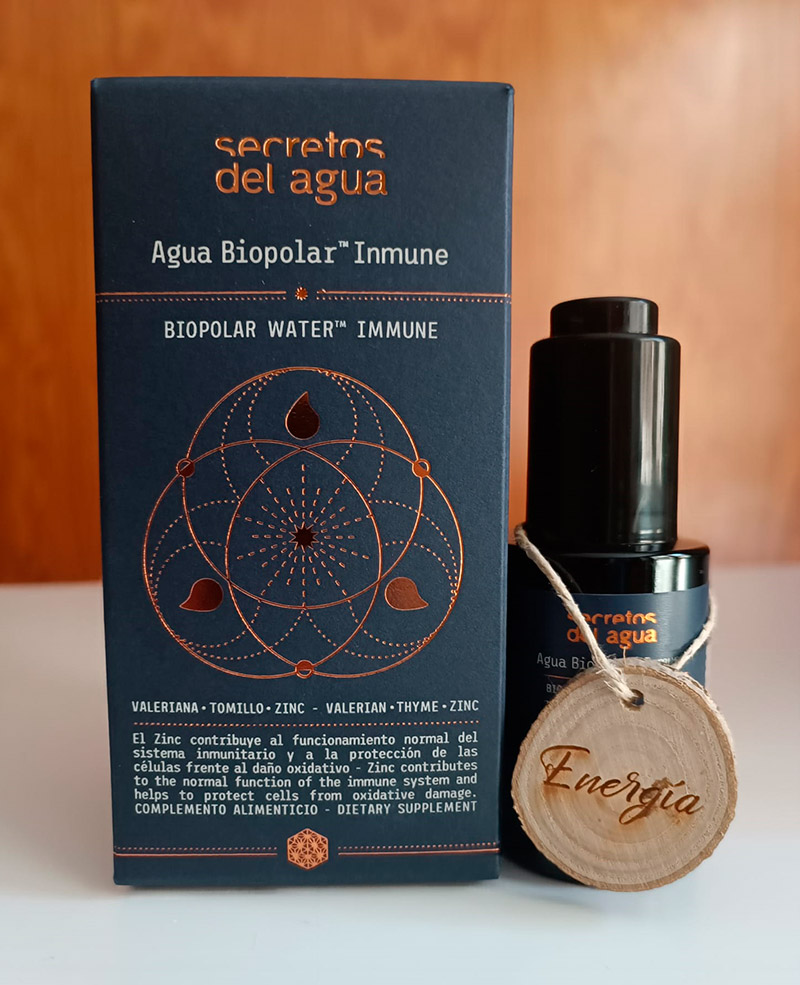 secretos
del agua
Agua Biopolar™ Inmune
BIOPOLAR WATER™ IMMUNE
VALERIANA • TOMILLO • ZINC - VALERIAN • THYME • ZINC
El Zinc contribuye al funcionamiento normal del
sistema inmunitario y a la protección de las
células frente al daño oxidativo - Zinc contributes
to the normal function of the immune system and
helps to protect cells from oxidative damage.
COMPLEMENTO ALIMENTICIO - DIETARY SUPPLEMENT
secretos
del agua
Agua
Energía